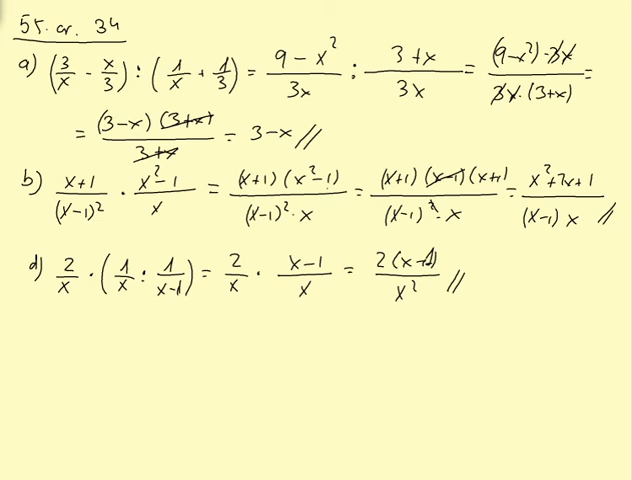 55. or. 34
a) (3/x - x/3) : (1/x + 1/3) = (9 - x²)/(3x) : (3+x)/(3x) = ((9-x²)·3x)/(3x·(3+x)) =
= ((3-x)(3+x))/(3+x) = 3-x //
b) (x+1)/(x-1)² · (x²-1)/x = ((x+1)(x²-1))/((x-1)²·x) = ((x+1)(x-1)(x+1))/((x-1)²·x) = (x²+2x+1)/((x-1)x) //
d) 2/x · (1/x : 1/(x-1)) = 2/x · (x-1)/x = (2(x-1))/x² //